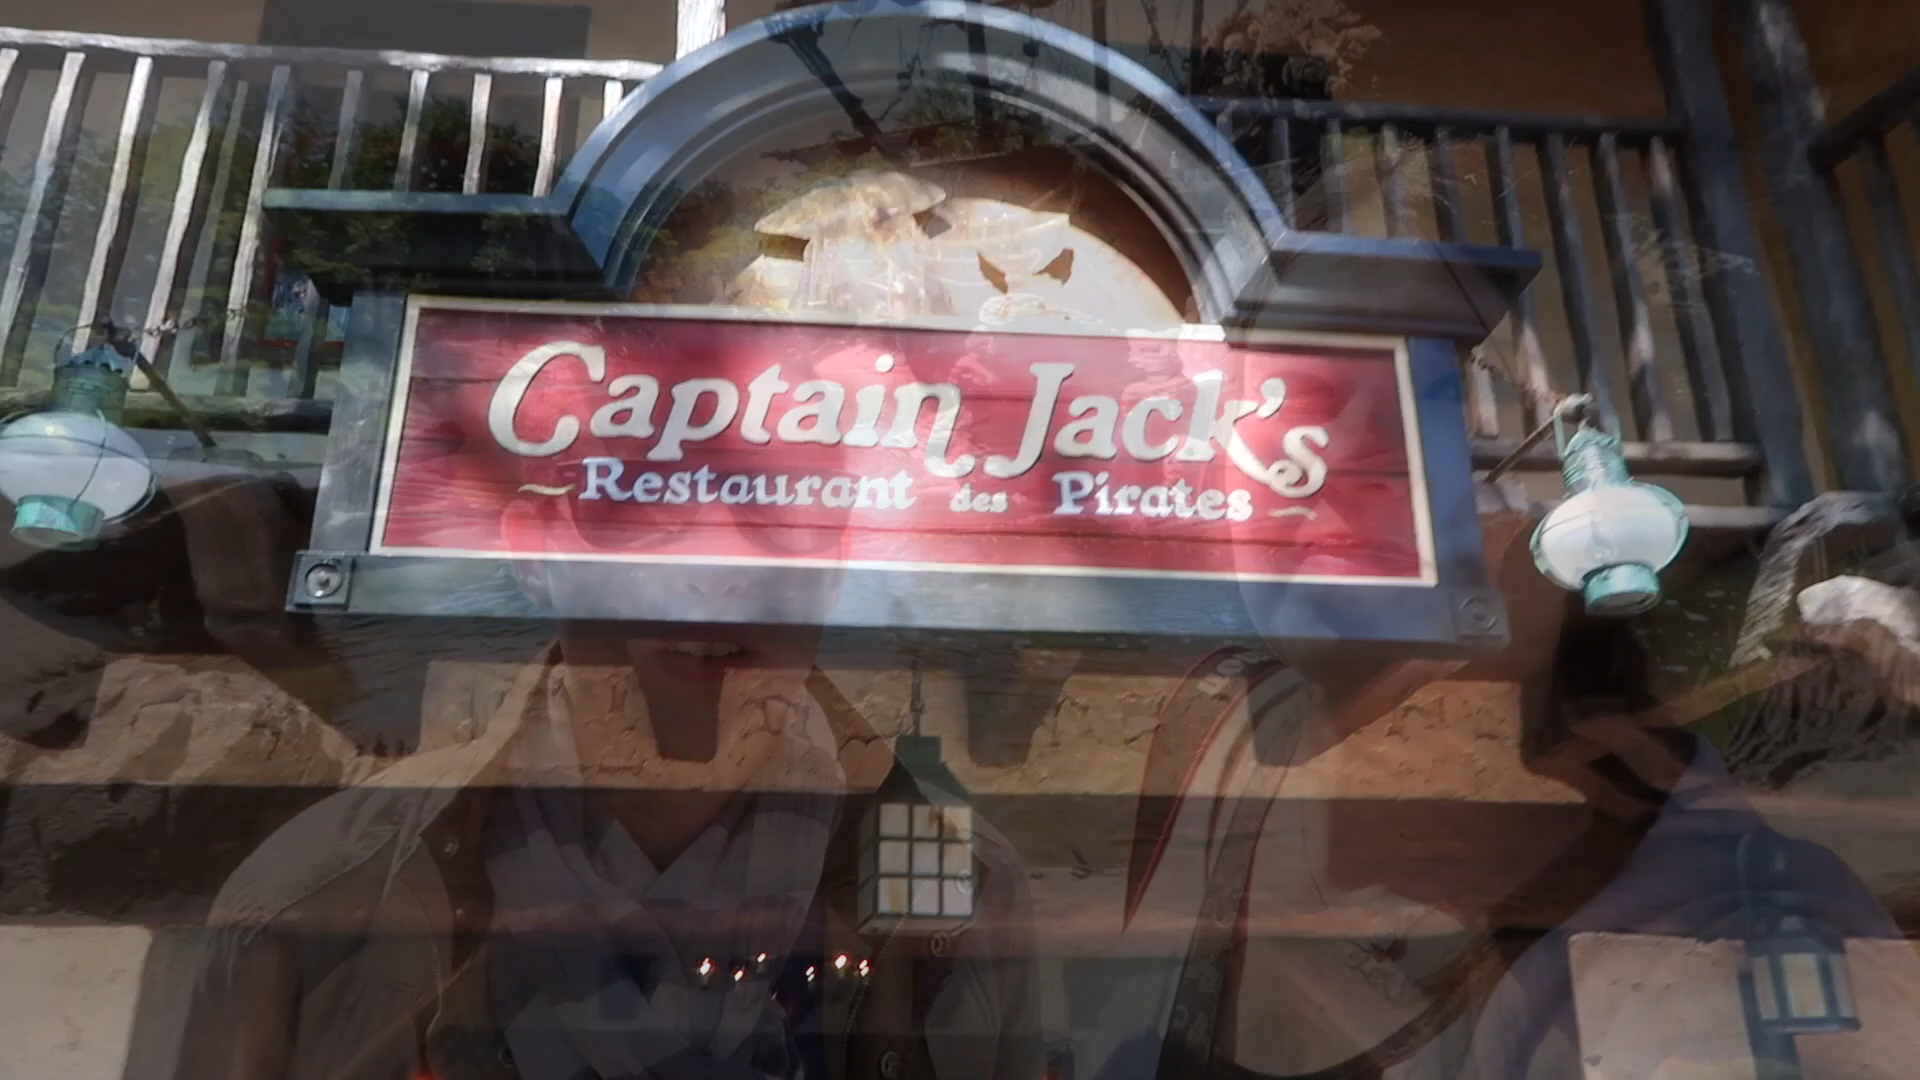 Captain Jack's
~ Restaurant des Pirates ~